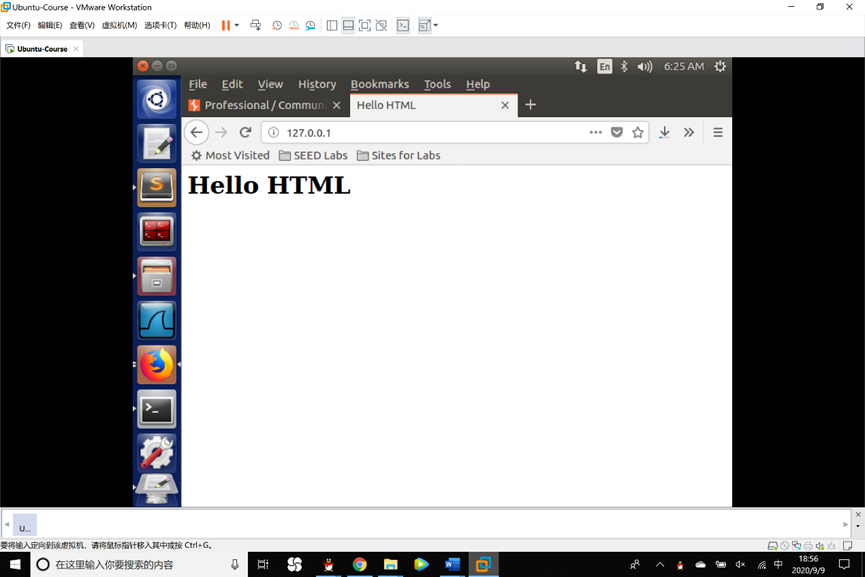 Ubuntu-Course - VMware Workstation
文件(F) 编辑(E) 查看(V) 虚拟机(M) 选项卡(T) 帮助(H)
Ubuntu-Course
En 6:25 AM
File Edit View History Bookmarks Tools Help
Professional / Communi Hello HTML
127.0.0.1
Most Visited SEED Labs Sites for Labs
Hello HTML
U...
要将输入定向到该虚拟机，请将鼠标指针移入其中或按 Ctrl+G。
在这里输入你要搜索的内容
中
18:56
2020/9/9